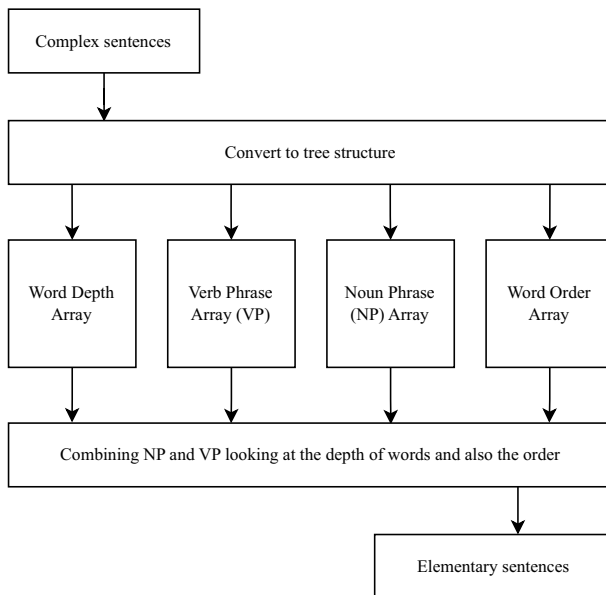 Complex sentences
Convert to tree structure
Word Depth
Array
Verb Phrase
Array (VP)
Noun Phrase
(NP) Array
Word Order
Array
Combining NP and VP looking at the depth of words and also the order
Elementary sentences